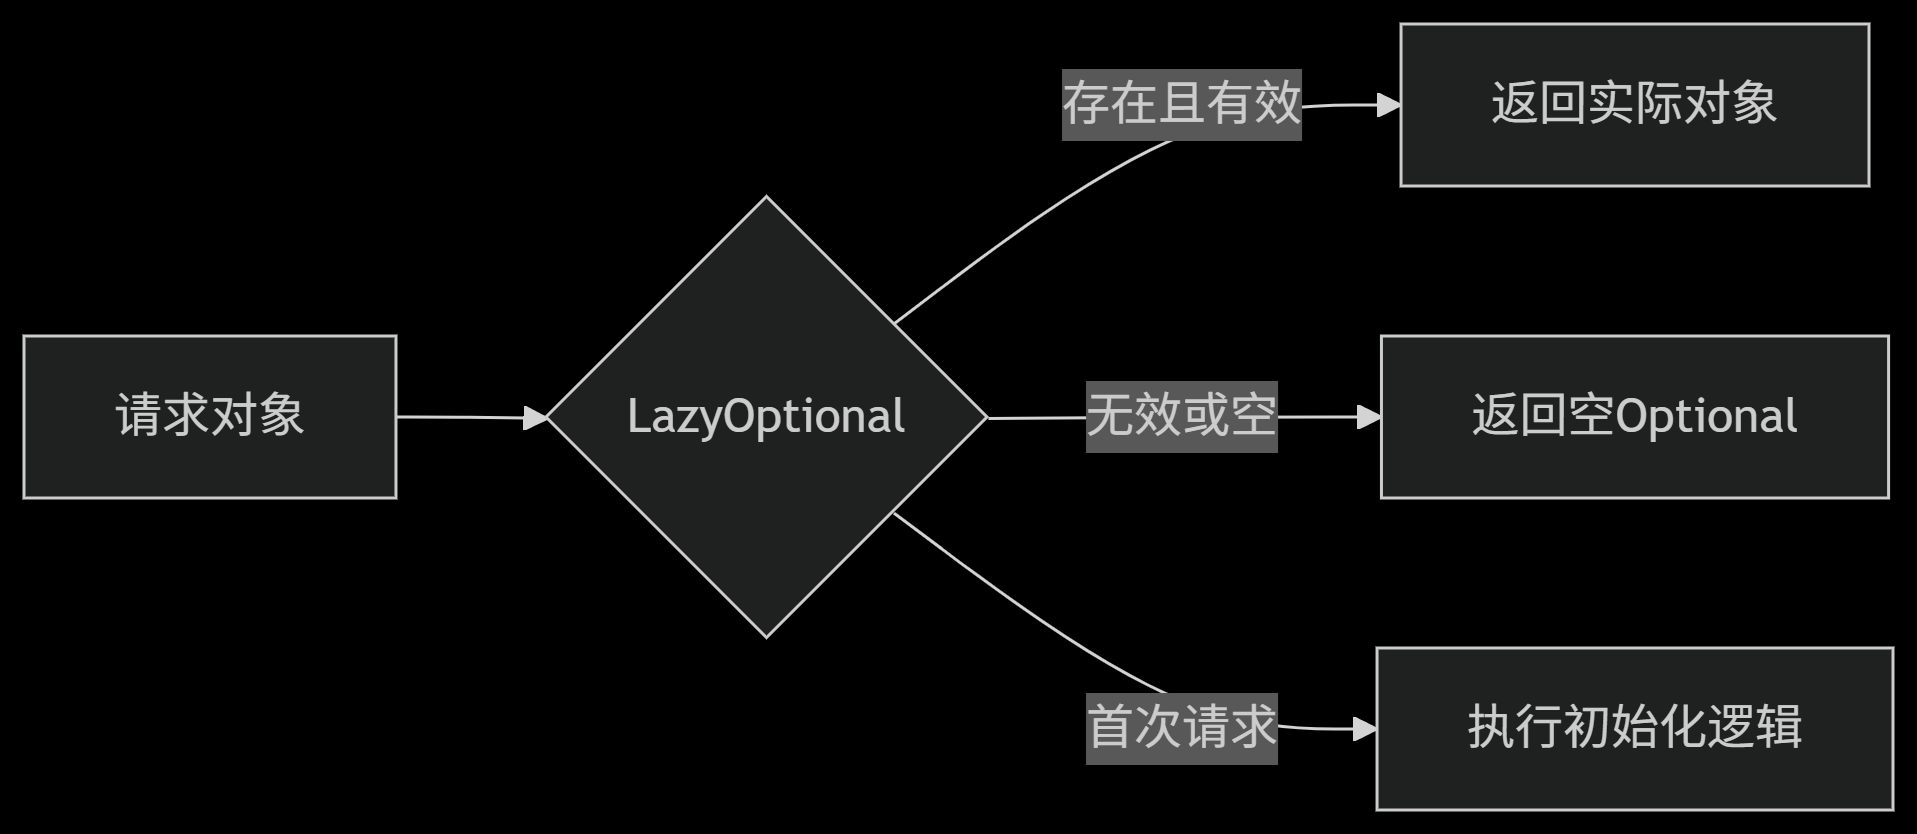 存在且有效
返回实际对象
请求对象
LazyOptional
无效或空
返回空Optional
首次请求
执行初始化逻辑